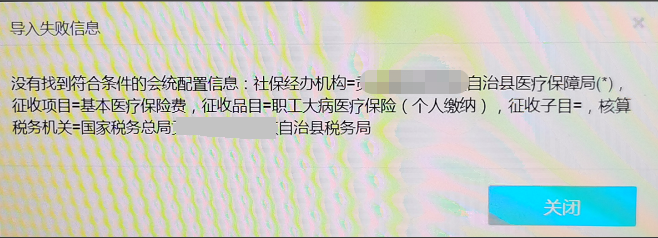 导入失败信息
没有找到符合条件的会统配置信息：社保经办机构=贡自治县医疗保障局(*)，
征收项目=基本医疗保险费，征收品目=职工大病医疗保险（个人缴纳），征收子目=，核算
税务机关=国家税务总局自治县税务局
关闭